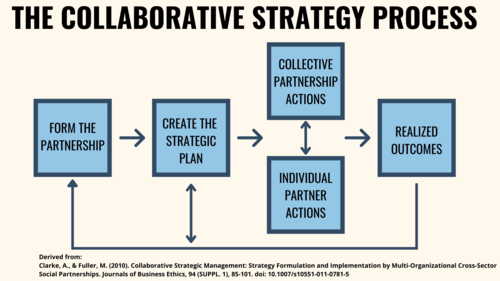 THE COLLABORATIVE STRATEGY PROCESS
FORM THE
PARTNERSHIP
CREATE THE
STRATEGIC
PLAN
COLLECTIVE
PARTNERSHIP
ACTIONS
INDIVIDUAL
PARTNER
ACTIONS
REALIZED
OUTCOMES
Derived from:
Clarke, A., & Fuller, M. (2010). Collaborative Strategic Management: Strategy Formulation and Implementation by Multi-Organizational Cross-Sector
Social Partnerships. Journals of Business Ethics, 94 (SUPPL. 1), 85-101. doi: 10.1007/s10551-011-0781-5